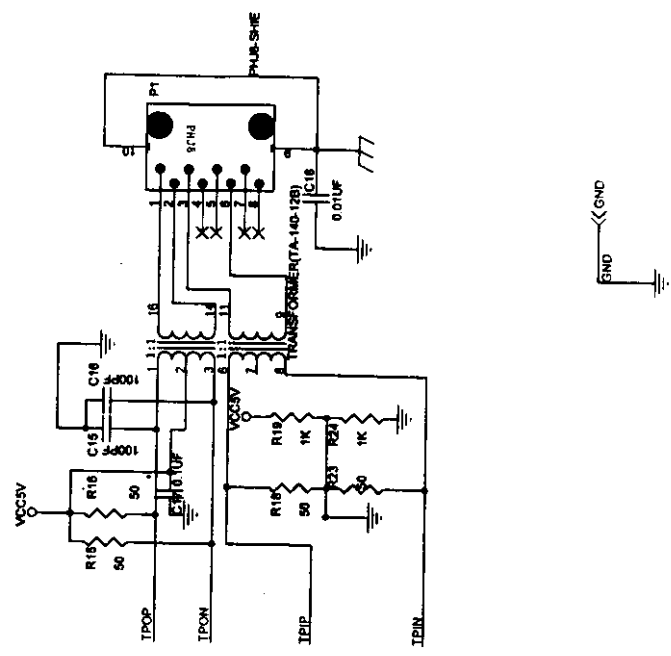 PHJ8-SHIE
P1
PHJ8
10
9
1
2
3
4
5
6
7
8
C18
0.01UF
TRANSFORMER(TA-140-12B)
16
14
11
9
1:1
1:1
1
2
3
6
7
8
C16
100PF
C15
100PF
VCC5V
R16
50
R15
50
C17
0.1UF
VCC5V
R19
1K
R24
1K
R18
50
R23
50
TPOP
TPON
TPIP
TPIN
GND
GND